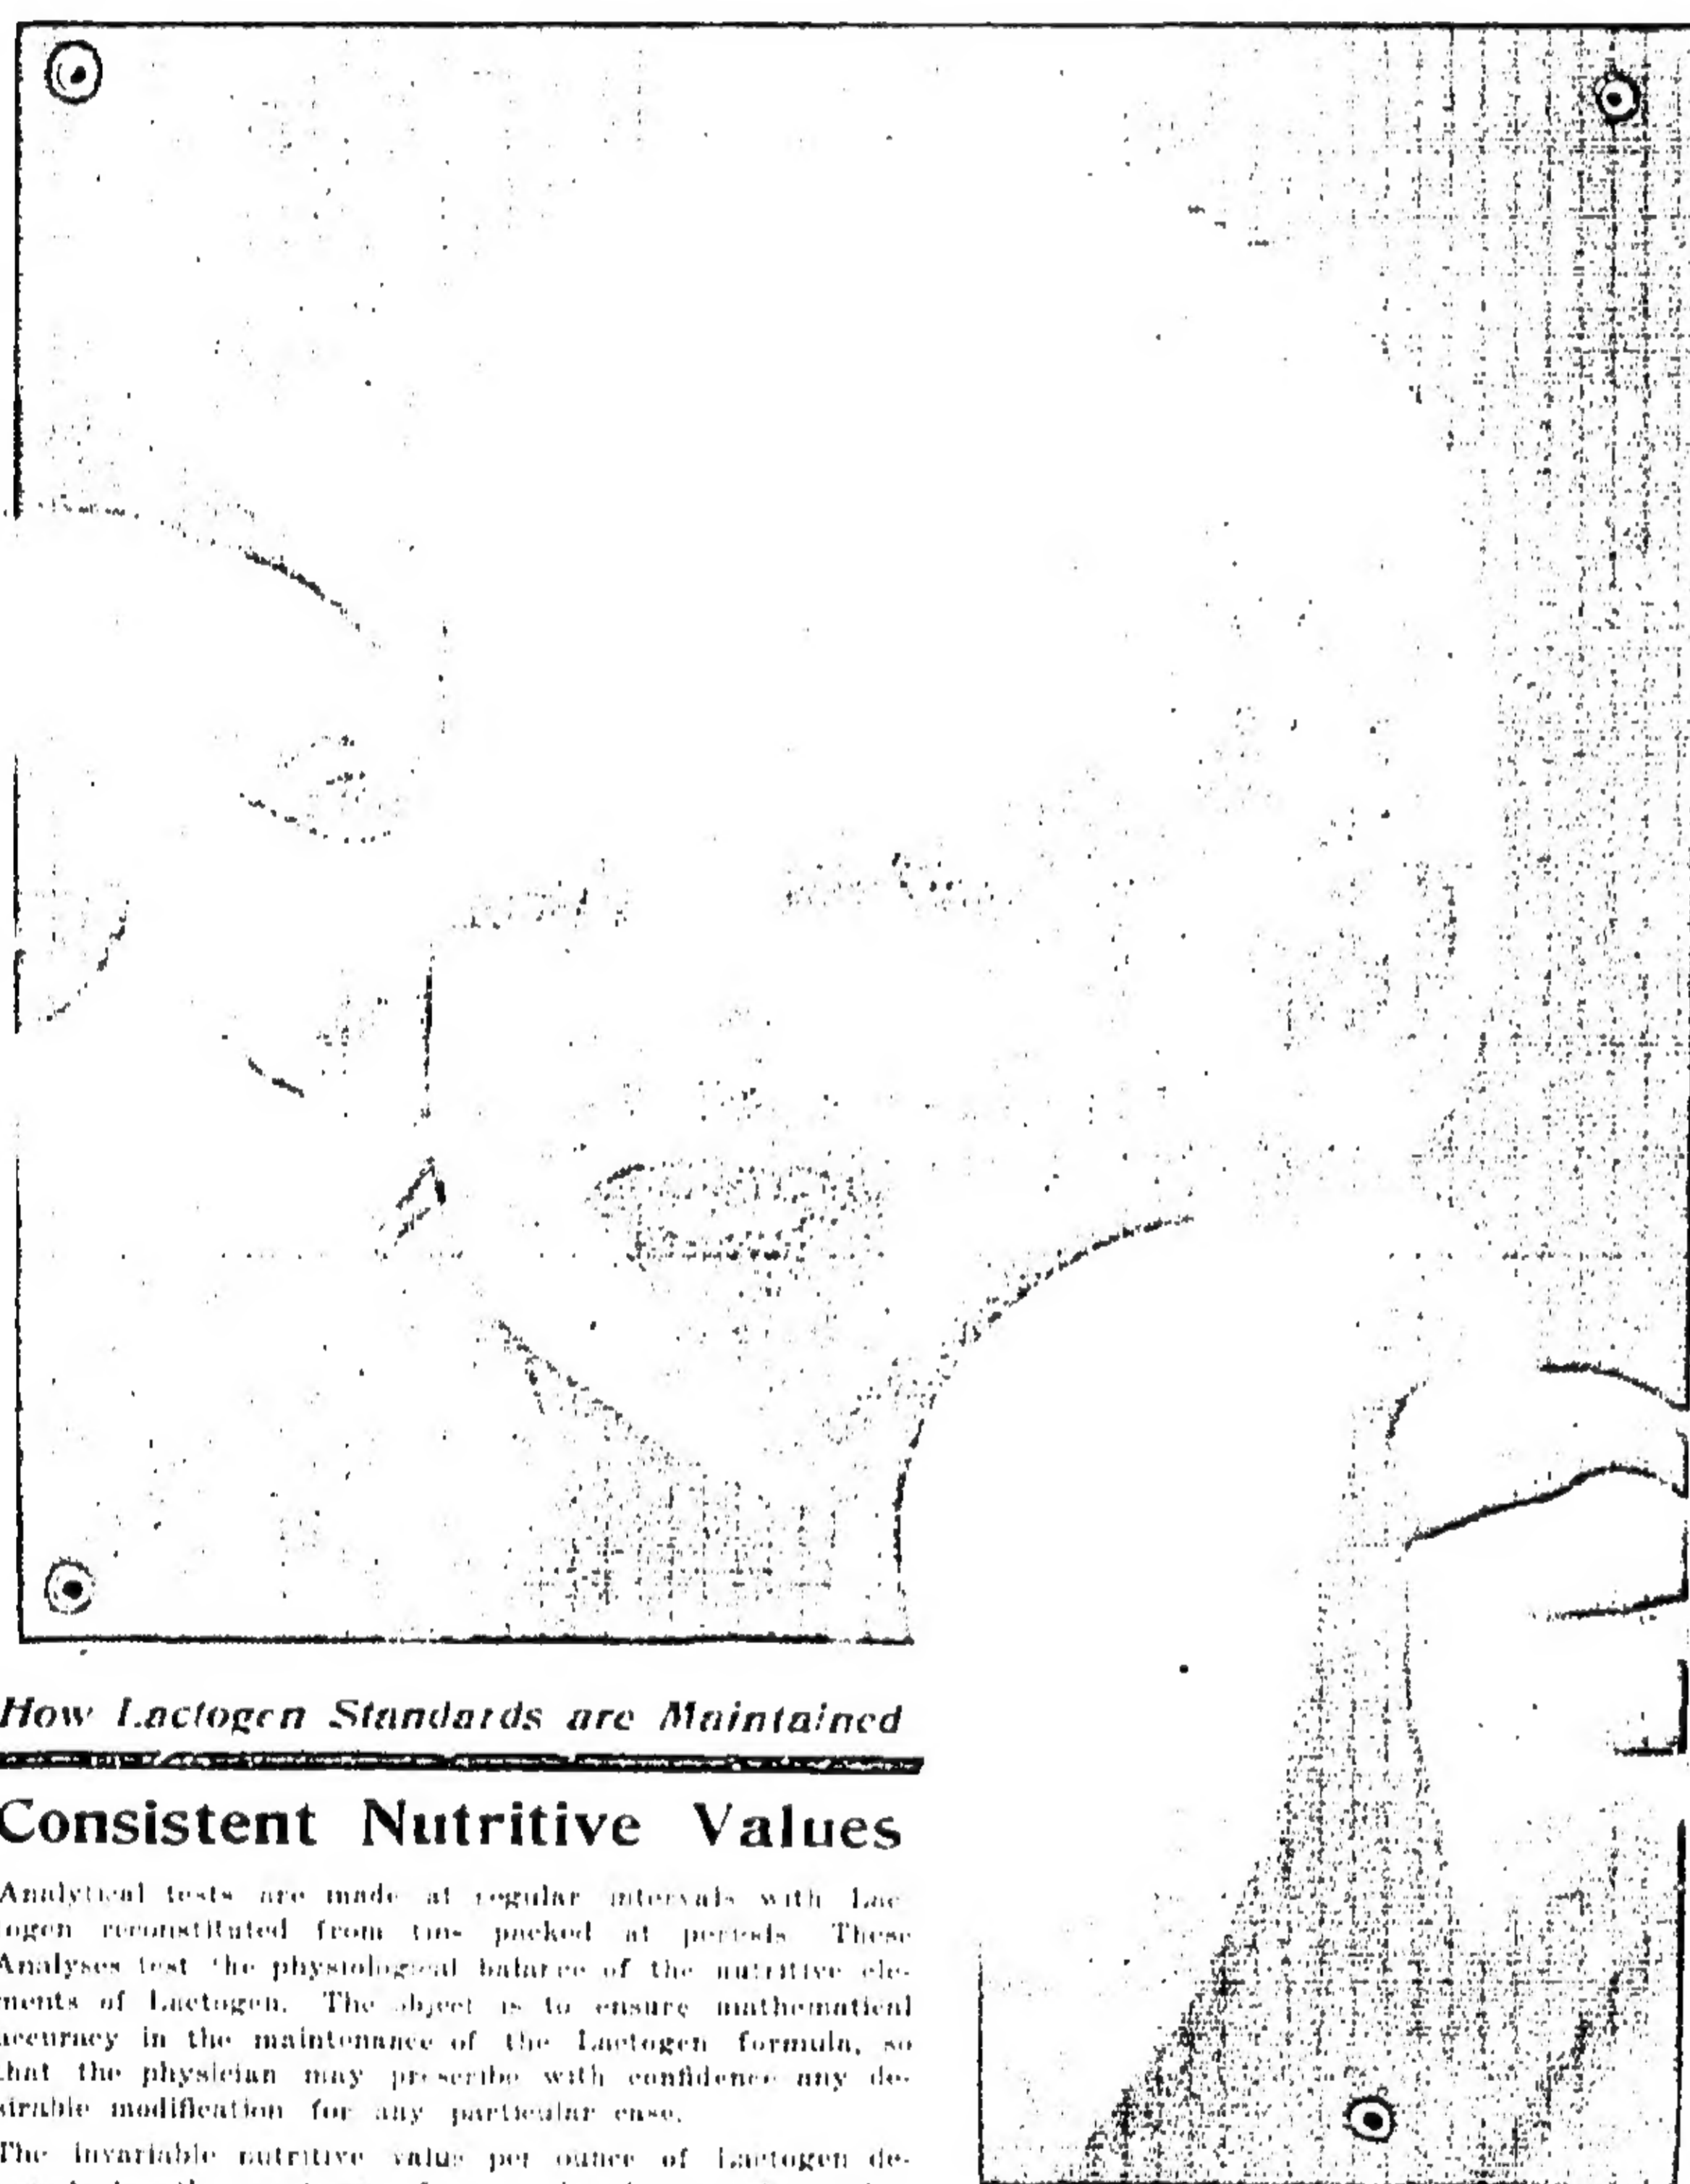 How Lactogen Standards are Maintained
Consistent Nutritive Values
Analytical tests are made at regular intervals with Lac-
togen reconstituted from tins packed at periods. These
Analyses test the physiological balance of the nutritive ele-
ments of Lactogen. The object is to ensure mathematical
accuracy in the maintenance of the Lactogen formula, so
that the physician may prescribe with confidence any de-
sirable modification for any particular case.
The invariable nutritive value per ounce of Lactogen de-